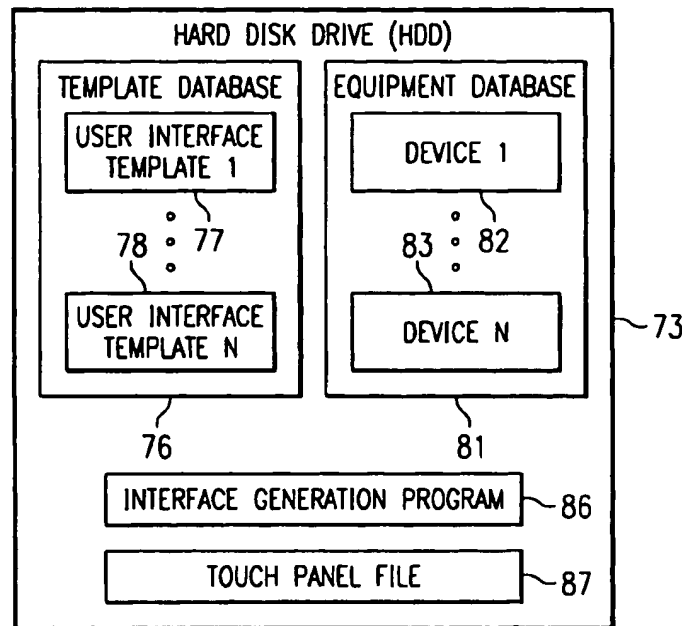 HARD DISK DRIVE (HDD)
TEMPLATE DATABASE
USER INTERFACE
TEMPLATE 1
78
77
USER INTERFACE
TEMPLATE N
76
EQUIPMENT DATABASE
DEVICE 1
83
82
DEVICE N
81
73
INTERFACE GENERATION PROGRAM
86
TOUCH PANEL FILE
87